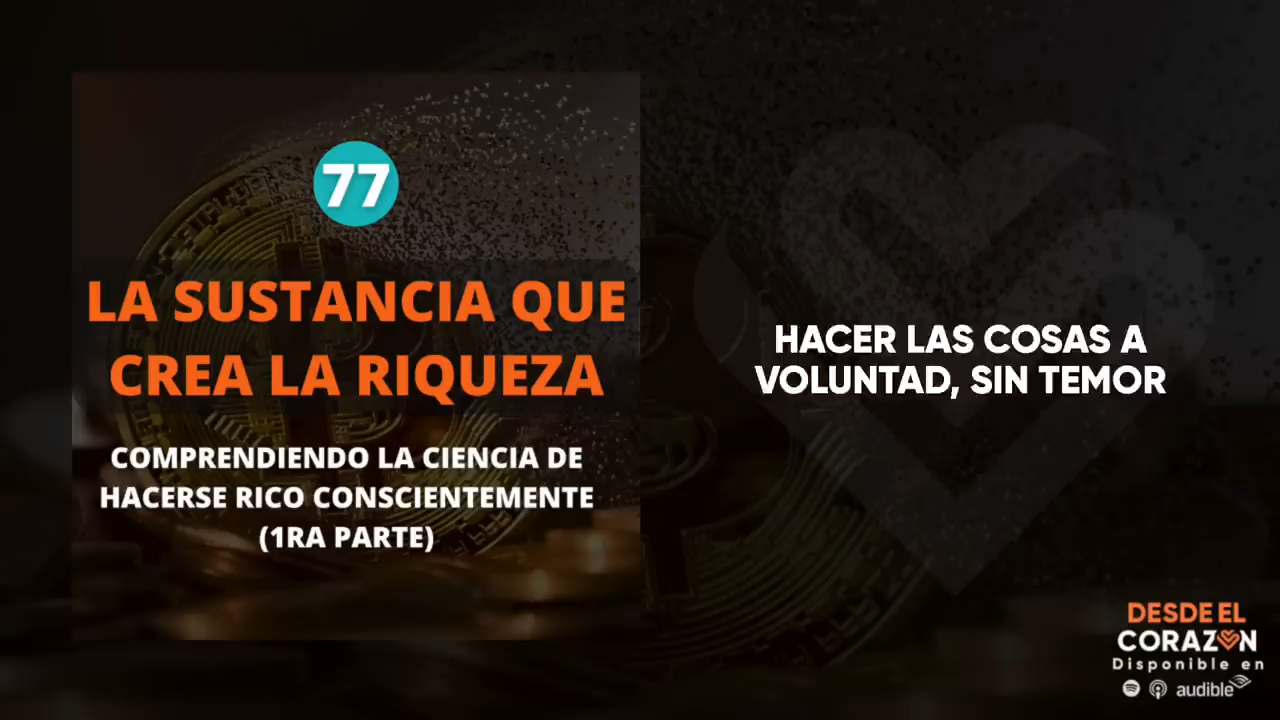 77
LA SUSTANCIA QUE
CREA LA RIQUEZA
COMPRENDIENDO LA CIENCIA DE
HACERSE RICO CONSCIENTEMENTE
(1RA PARTE)
HACER LAS COSAS A
VOLUNTAD, SIN TEMOR
DESDE EL
CORAZÓN
Disponible en
audible